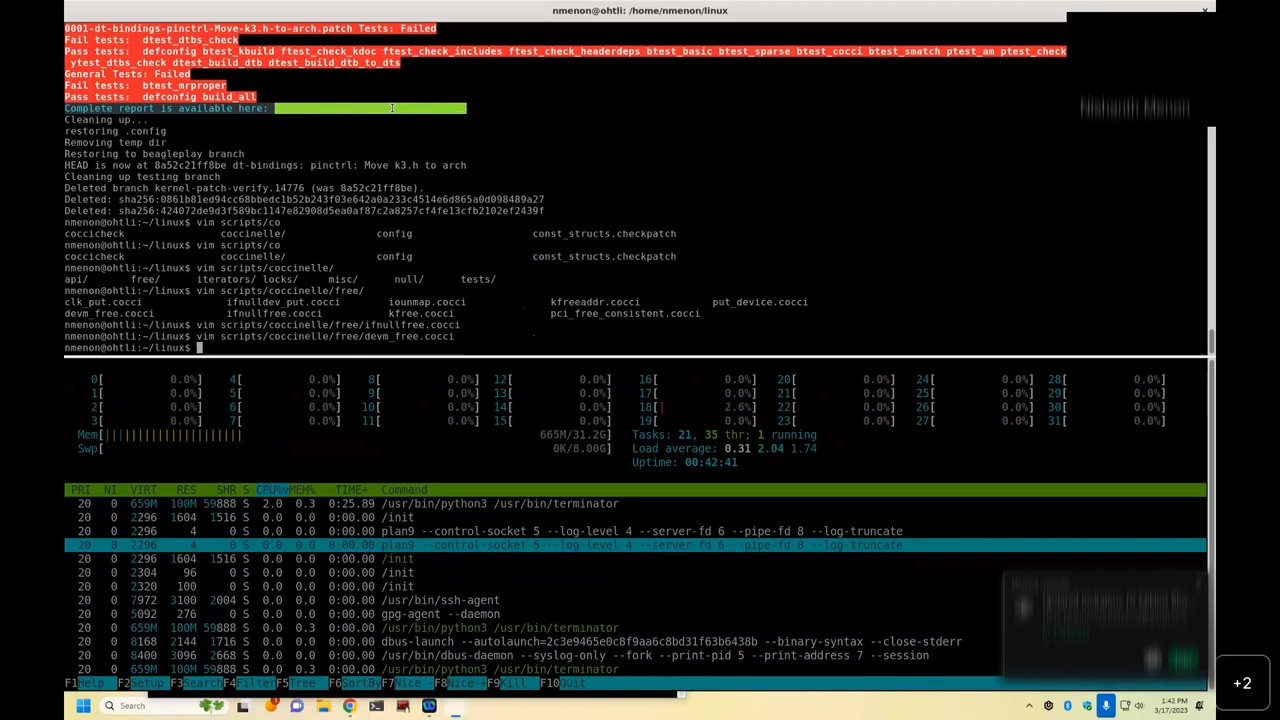 nmenon@ohtli: /home/nmenon/linux
0001-dt-bindings-pinctrl-Move-k3.h-to-arch.patch Tests: Failed
Fail tests:  dtest_dtbs_check
Pass tests:  defconfig btest_kbuild ftest_check_kdoc ftest_check_includes ftest_check_headerdeps btest_basic btest_sparse btest_cocci btest_smatch ptest_am ptest_check
 ytest_dtbs_check dtest_build_dtb dtest_build_dtb_to_dts
General Tests: Failed
Fail tests:  btest_mrproper
Pass tests:  defconfig build_all
Complete report is available here:
Cleaning up...
restoring .config
Removing temp dir
Restoring to beagleplay branch
HEAD is now at 8a52c21ff8be dt-bindings: pinctrl: Move k3.h to arch
Cleaning up testing branch
Deleted branch kernel-patch-verify.14776 (was 8a52c21ff8be).
Deleted: sha256:0861b81ed94cc68bbedc1b52b243f03e642a0a233c4514e6d865a0d098489a27
Deleted: sha256:424072de9d3f589bc1147e82908d5ea0af87c2a8257cf4fe13cfb2102ef2439f
nmenon@ohtli:~/linux$ vim scripts/co
coccicheck         coccinelle/         config         const_structs.checkpatch
nmenon@ohtli:~/linux$ vim scripts/co
coccicheck         coccinelle/         config         const_structs.checkpatch
nmenon@ohtli:~/linux$ vim scripts/coccinelle/
api/      free/      iterators/ locks/     misc/      null/      tests/
nmenon@ohtli:~/linux$ vim scripts/coccinelle/free/
clk_put.cocci     ifnulldev_put.cocci     iounmap.cocci     kfreeaddr.cocci     put_device.cocci
devm_free.cocci     ifnullfree.cocci     kfree.cocci     pci_free_consistent.cocci
nmenon@ohtli:~/linux$ vim scripts/coccinelle/free/ifnullfree.cocci
nmenon@ohtli:~/linux$ vim scripts/coccinelle/free/devm_free.cocci
nmenon@ohtli:~/linux$
0[ 0.0%] 4[ 0.0%] 8[ 0.0%] 12[ 0.0%] 16[ 0.0%] 20[ 0.0%] 24[ 0.0%] 28[ 0.0%]
1[ 0.0%] 5[ 0.0%] 9[ 0.0%] 13[ 0.0%] 17[ 0.0%] 21[ 0.0%] 25[ 0.0%] 29[ 0.0%]
2[ 0.0%] 6[ 0.0%] 10[ 0.0%] 14[ 0.0%] 18[| 2.6%] 22[ 0.0%] 26[ 0.0%] 30[ 0.0%]
3[ 0.0%] 7[ 0.0%] 11[ 0.0%] 15[ 0.0%] 19[ 0.0%] 23[ 0.0%] 27[ 0.0%] 31[ 0.0%]
Mem[||||||||||||||||||||| 665M/31.2G] Tasks: 21, 35 thr; 1 running
Swp[ 0K/8.00G] Load average: 0.31 2.04 1.74
Uptime: 00:42:41
PRI  NI  VIRT   RES   SHR S CPU%▽MEM%   TIME+  Command
20 0 659M 100M 59888 S 2.0 0.3 0:25.89 /usr/bin/python3 /usr/bin/terminator
20 0 2296 1604 1516 S 0.0 0.0 0:00.00 /init
20 0 2296 4 0 S 0.0 0.0 0:00.00 plan9 --control-socket 5 --log-level 4 --server-fd 6 --pipe-fd 8 --log-truncate
20 0 2296 4 0 S 0.0 0.0 0:00.00 plan9 --control-socket 5 --log-level 4 --server-fd 6 --pipe-fd 8 --log-truncate
20 0 2296 1604 1516 S 0.0 0.0 0:00.00 /init
20 0 2304 96 0 S 0.0 0.0 0:00.00 /init
20 0 2320 100 0 S 0.0 0.0 0:00.00 /init
20 0 7972 3100 2004 S 0.0 0.0 0:00.00 /usr/bin/ssh-agent
20 0 5092 276 0 S 0.0 0.0 0:00.00 gpg-agent --daemon
20 0 659M 100M 59888 S 0.0 0.3 0:00.00 /usr/bin/python3 /usr/bin/terminator
20 0 8168 2144 1716 S 0.0 0.0 0:00.00 dbus-launch --autolaunch=2c3e9465e0c8f9aa6c8bd31f63b6438b --binary-syntax --close-stderr
20 0 8400 3096 2668 S 0.0 0.0 0:00.00 /usr/bin/dbus-daemon --syslog-only --fork --print-pid 5 --print-address 7 --session
20 0 659M 100M 59888 S 0.0 0.3 0:00.00 /usr/bin/python3 /usr/bin/terminator
F1Help F2Setup F3SearchF4FilterF5Tree F6SortByF7Nice -F8Nice +F9Kill F10Quit
+2
Search
1:42 PM
3/17/2023